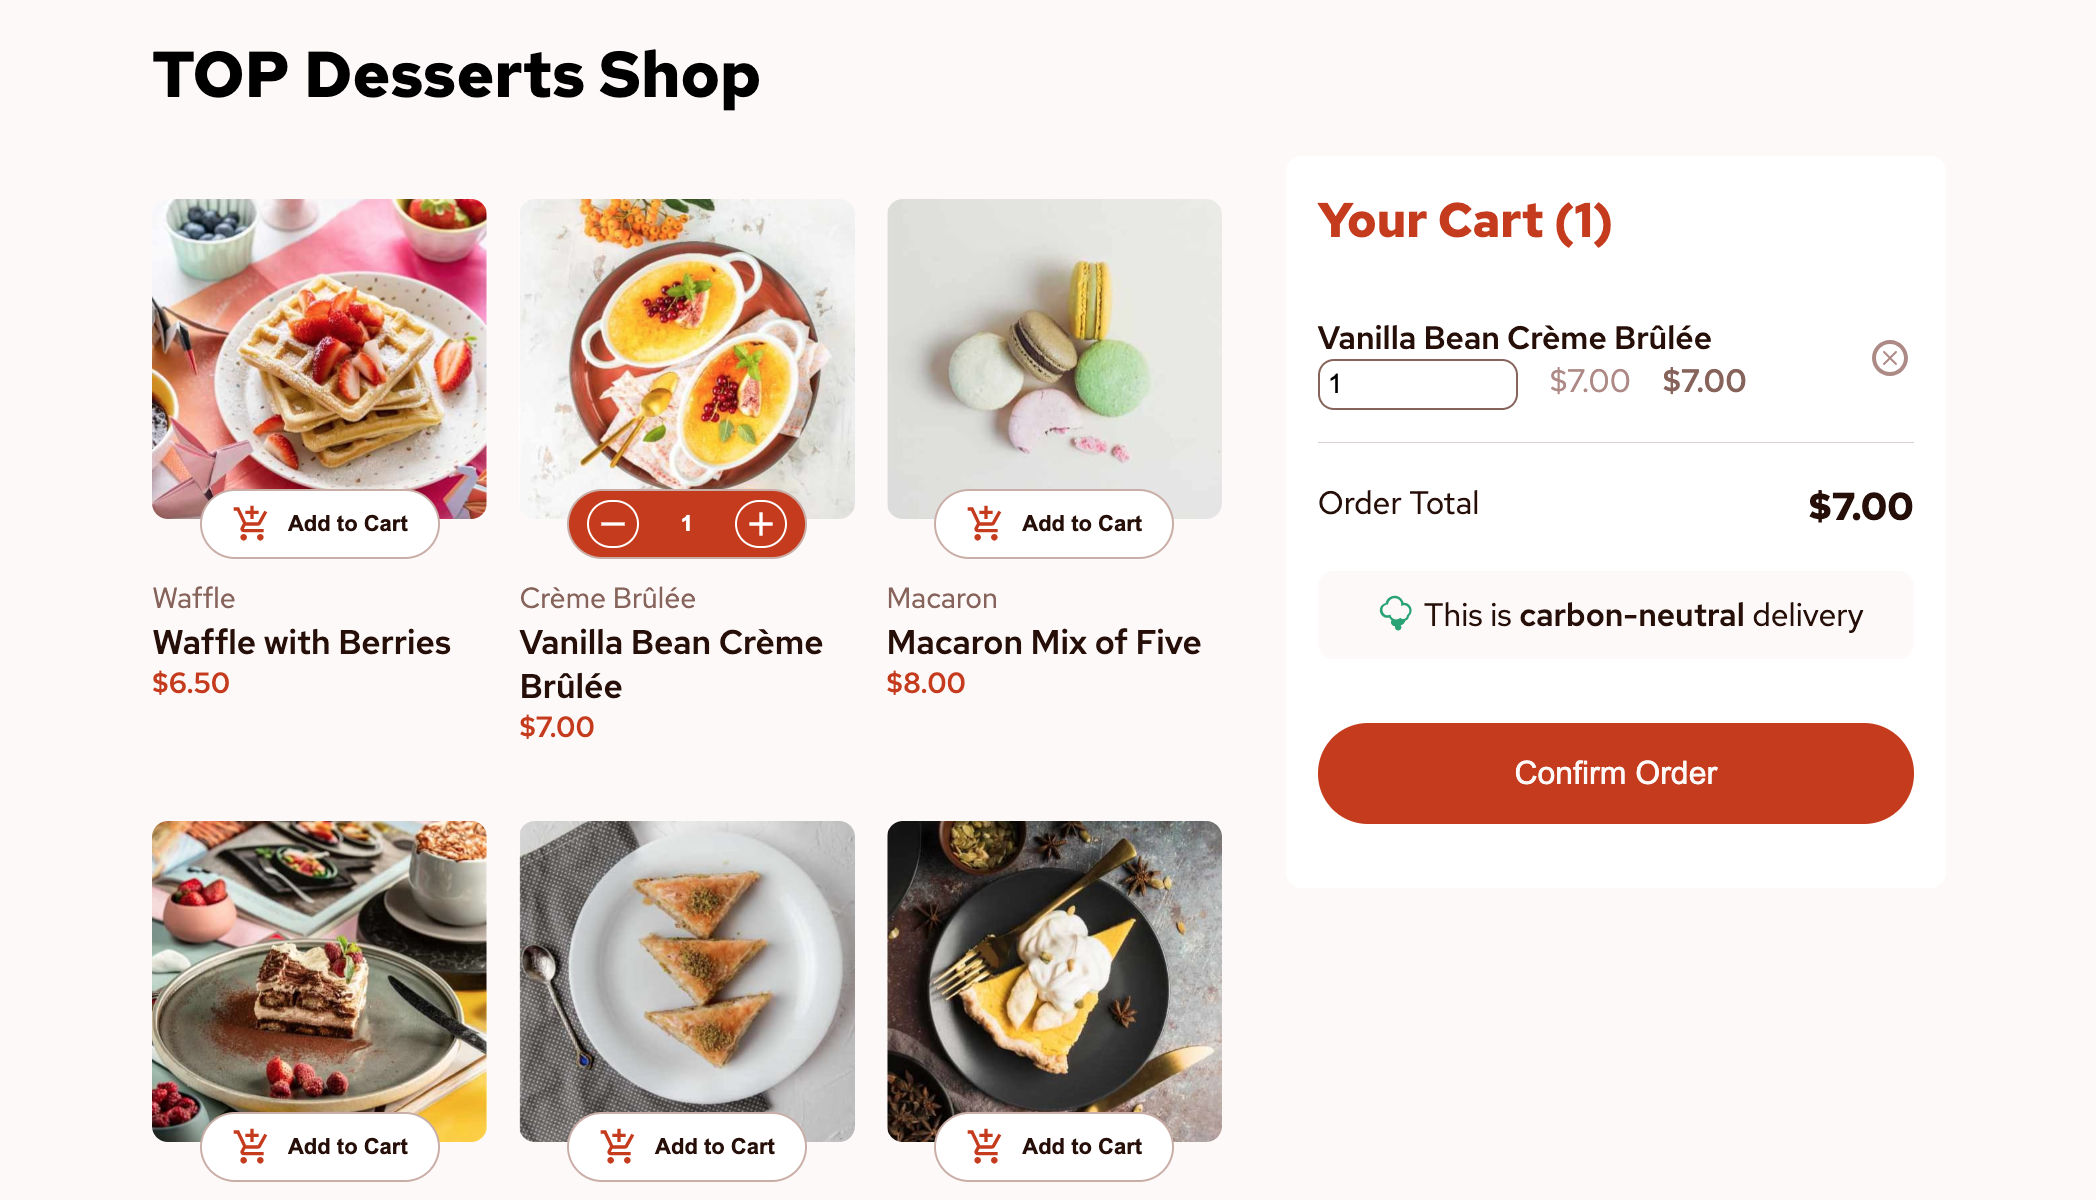 TOP Desserts Shop
Add to Cart
1
Add to Cart
Waffle
Waffle with Berries
$6.50
Crème Brûlée
Vanilla Bean Crème
Brûlée
$7.00
Macaron
Macaron Mix of Five
$8.00
Add to Cart
Add to Cart
Add to Cart
Your Cart (1)
Vanilla Bean Crème Brûlée
1 $7.00 $7.00
Order Total $7.00
This is carbon-neutral delivery
Confirm Order